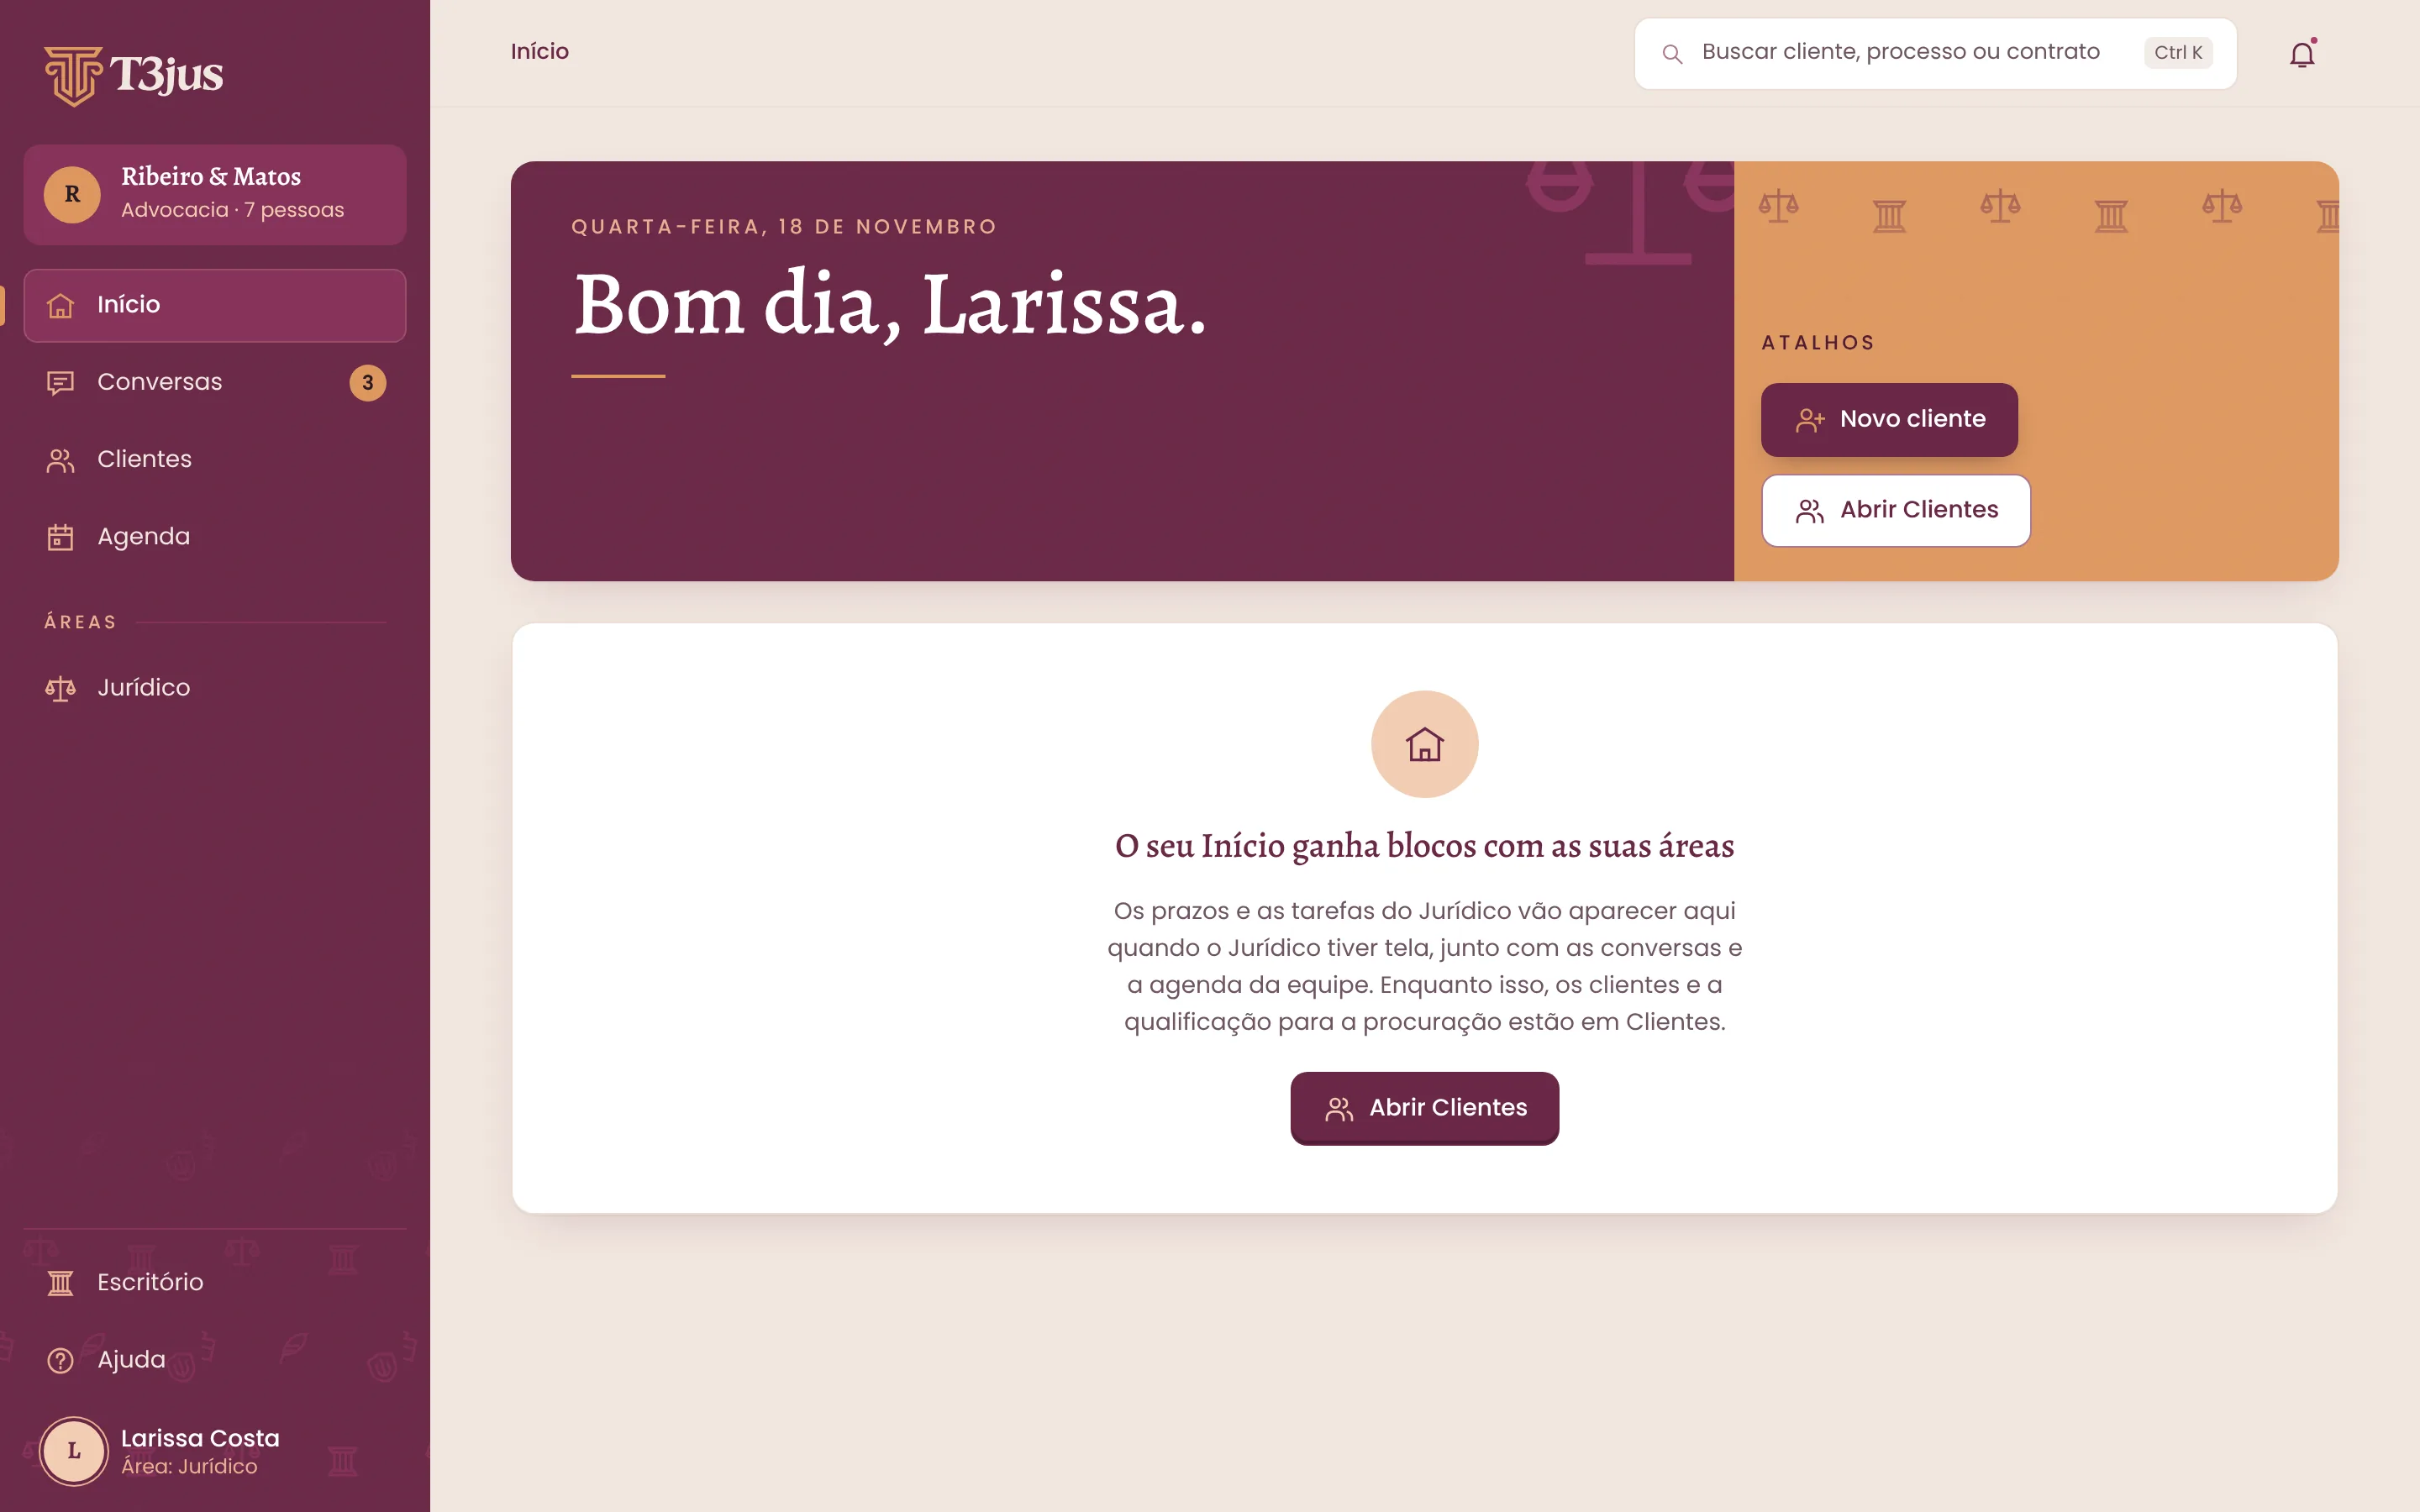 T3jus
R
Ribeiro & Matos
Advocacia · 7 pessoas
Início
Conversas
3
Clientes
Agenda
ÁREAS
Jurídico
Escritório
Ajuda
L
Larissa Costa
Área: Jurídico
Início
Buscar cliente, processo ou contrato
Ctrl K
QUARTA-FEIRA, 18 DE NOVEMBRO
Bom dia, Larissa.
ATALHOS
Novo cliente
Abrir Clientes
O seu Início ganha blocos com as suas áreas
Os prazos e as tarefas do Jurídico vão aparecer aqui
quando o Jurídico tiver tela, junto com as conversas e
a agenda da equipe. Enquanto isso, os clientes e a
qualificação para a procuração estão em Clientes.
Abrir Clientes